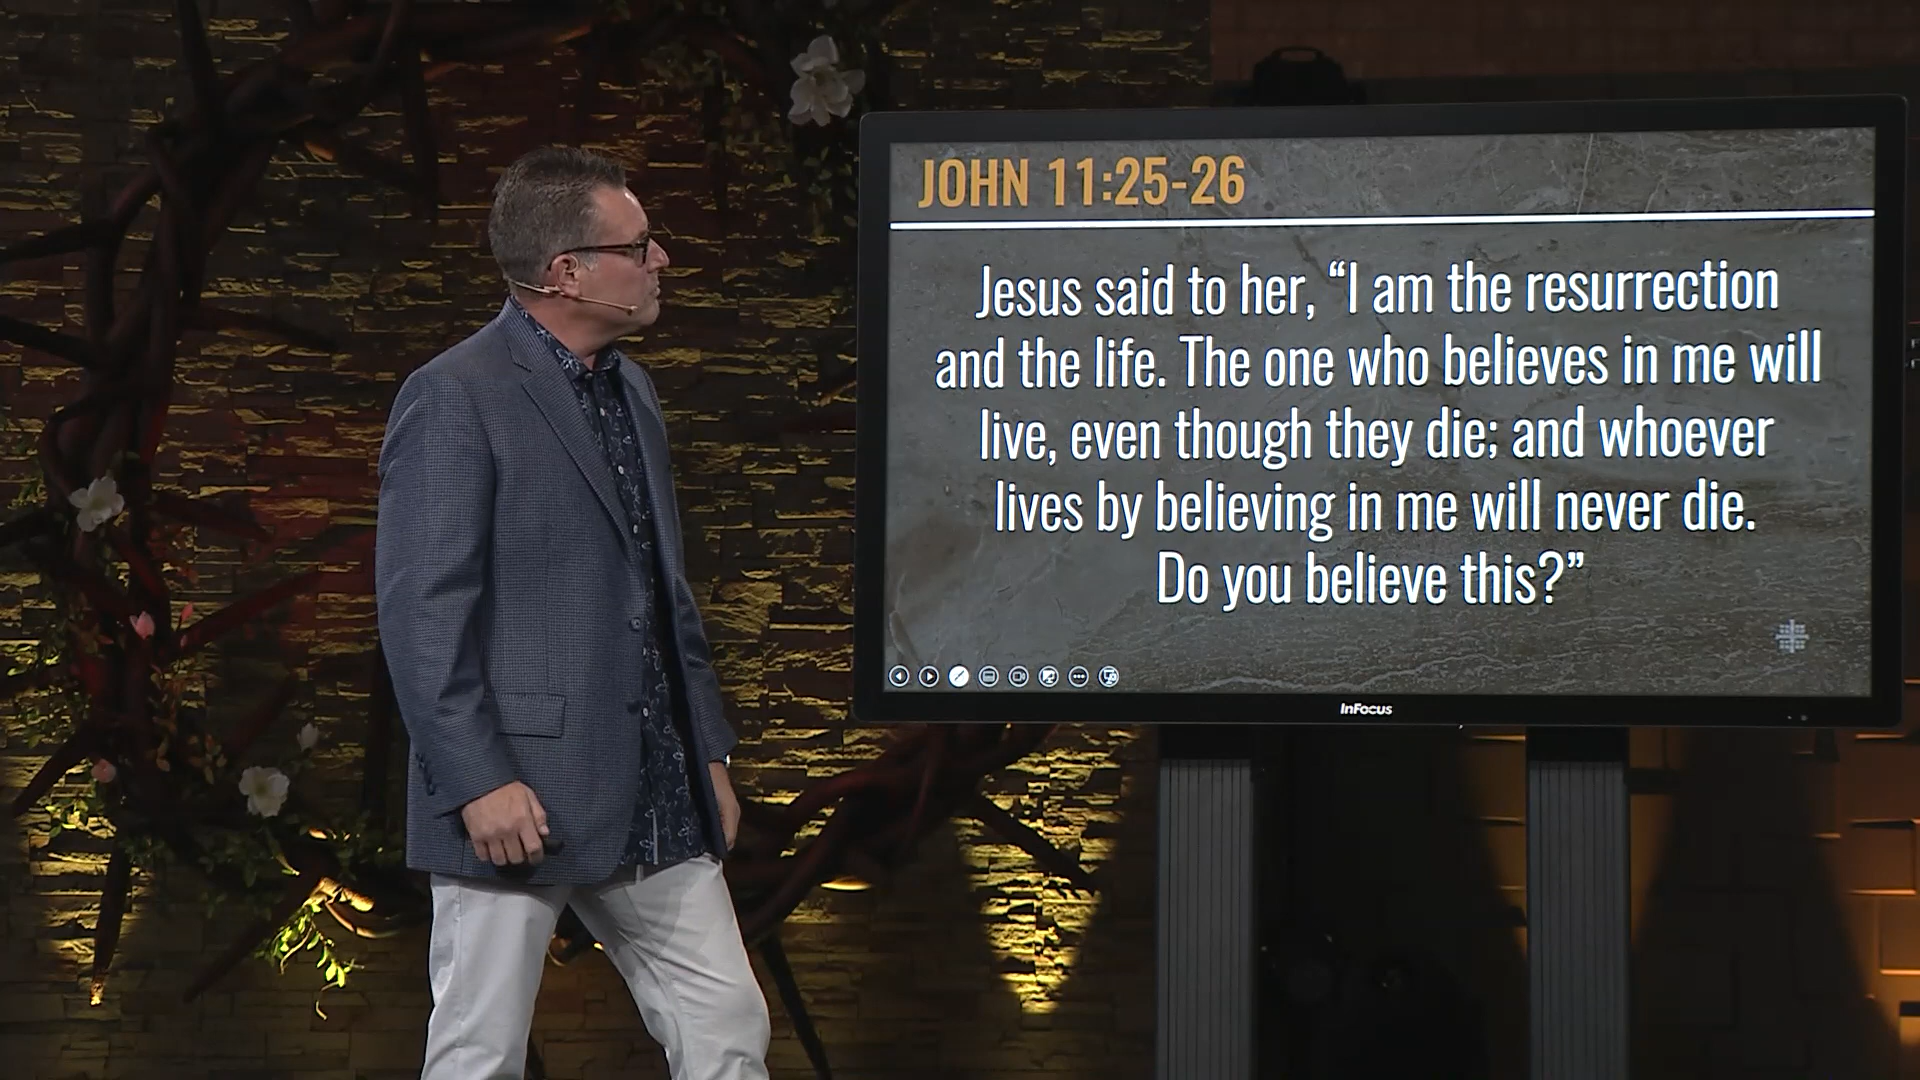 JOHN 11:25-26
Jesus said to her, “I am the resurrection
and the life. The one who believes in me will
live, even though they die; and whoever
lives by believing in me will never die.
Do you believe this?”
InFocus